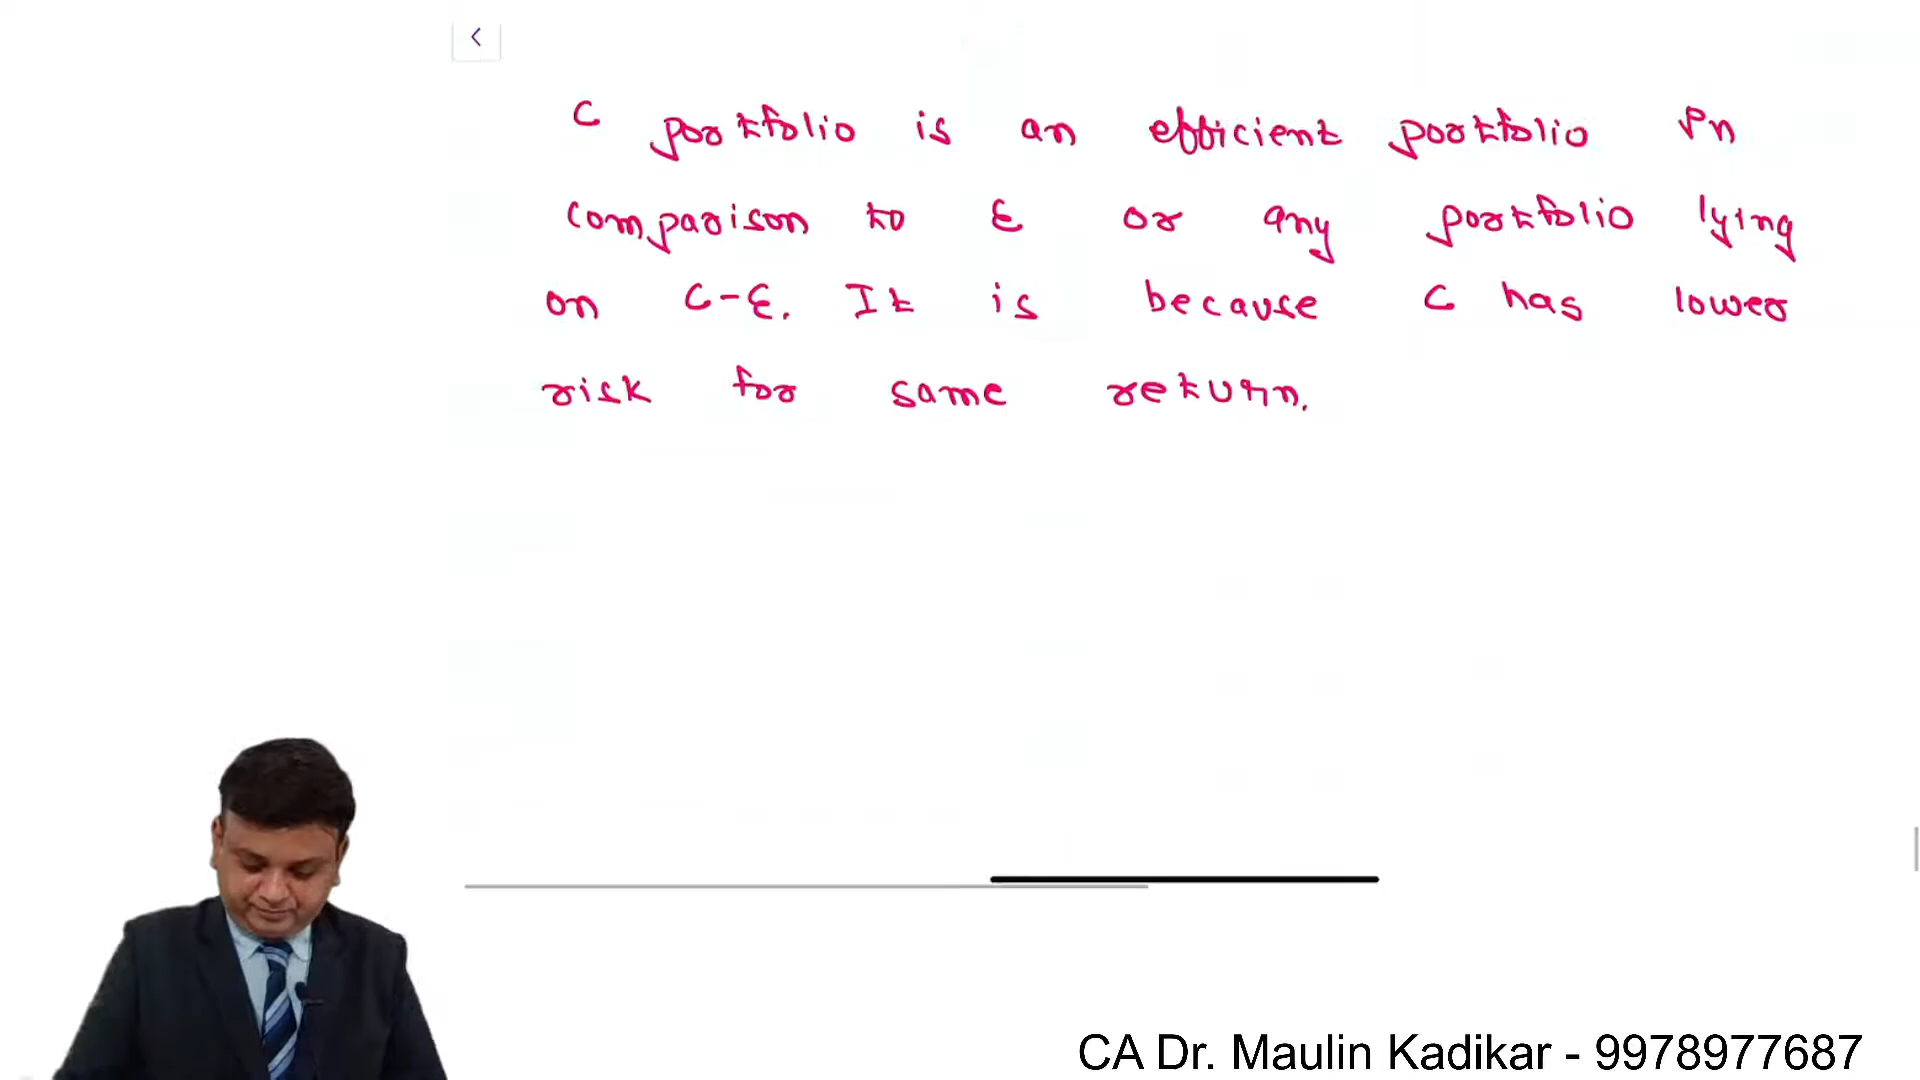 C portfolio is an efficient portfolio in
comparison to E or any portfolio lying
on C-E. It is because C has lower
risk for same return.
CA Dr. Maulin Kadikar - 9978977687